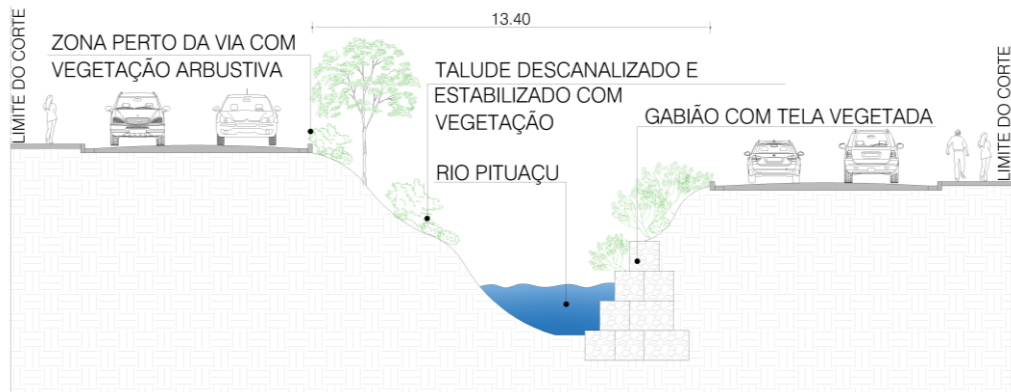 13.40
LIMITE DO CORTE
ZONA PERTO DA VIA COM
VEGETAÇÃO ARBUSTIVA
TALUDE DESCANALIZADO E
ESTABILIZADO COM
VEGETAÇÃO
GABIÃO COM TELA VEGETADA
RIO PITUAÇU
LIMITE DO CORTE